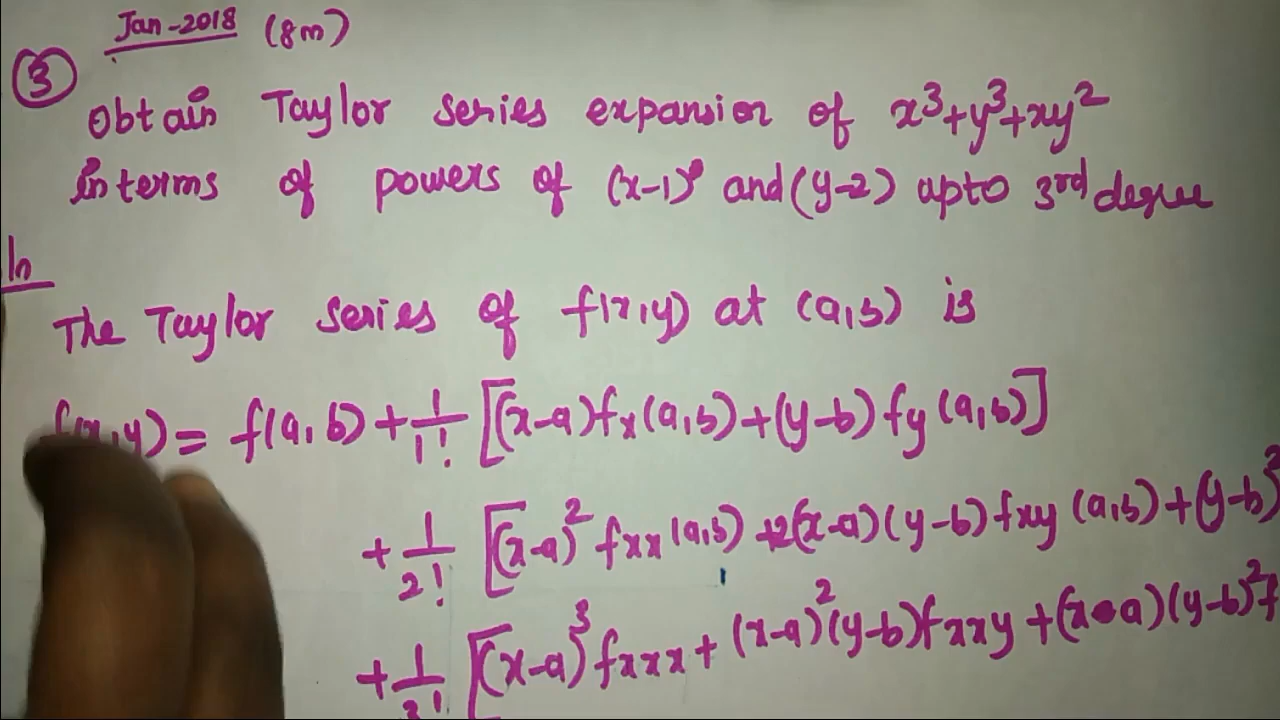 Jan-2018 (8m)
③ Obtain Taylor series expansion of x³+y³+xy²
interms of powers of (x-1) and (y-2) upto 3rd degree
ln
The Taylor series of f(x,y) at (a,b) is
f(x,y) = f(a,b) + 1/1! [(x-a)fx(a,b)+(y-b)fy(a,b)]
+ 1/2! [(x-a)² fxx(a,b) +2(x-a)(y-b)fxy(a,b)+(y-b)
+ 1/3! [(x-a)³ fxxx + (x-a)²(y-b)fxxy +(x-a)(y-b)² f